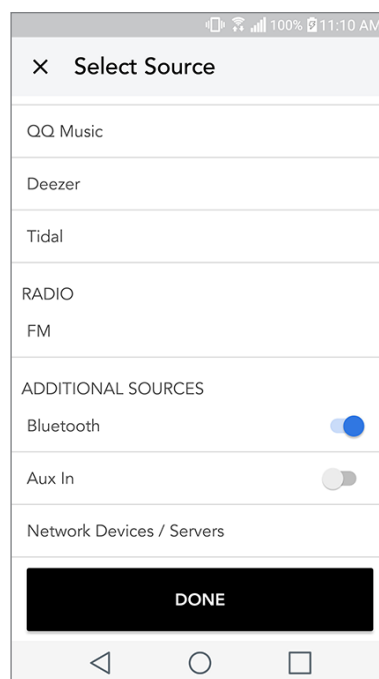 100% 11:10 AM
Select Source
QQ Music
Deezer
Tidal
RADIO
FM
ADDITIONAL SOURCES
Bluetooth
Aux In
Network Devices / Servers
DONE